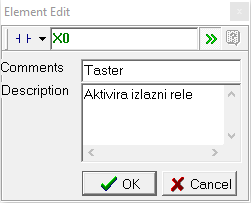 Element Edit
X0
Comments
Taster
Description
Aktivira izlazni rele
OK
Cancel